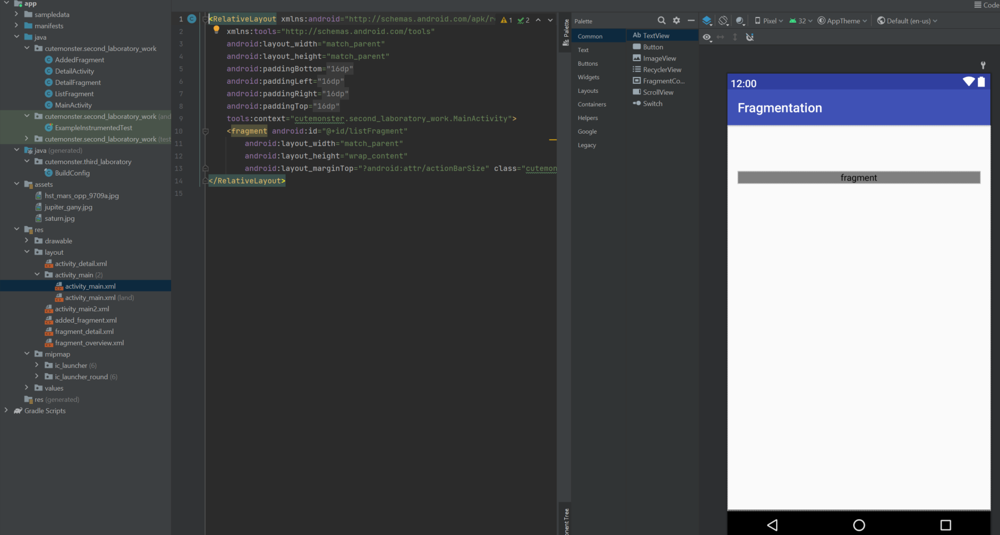 app
sampledata
manifests
java
cutemonster.second_laboratory_work
AddedFragment
DetailActivity
DetailFragment
ListFragment
MainActivity
cutemonster.second_laboratory_work (and
ExampleInstrumentedTest
cutemonster.second_laboratory_work (test
java (generated)
cutemonster.third_laboratory
BuildConfig
assets
hst_mars_opp_9709a.jpg
jupiter_gany.jpg
saturn.jpg
res
drawable
layout
activity_detail.xml
activity_main (2)
activity_main.xml
activity_main.xml (land)
activity_main2.xml
added_fragment.xml
fragment_detail.xml
fragment_overview.xml
mipmap
ic_launcher (6)
ic_launcher_round (6)
values
res (generated)
Gradle Scripts
1 <RelativeLayout xmlns:android="http://schemas.android.com/apk/r
2 xmlns:tools="http://schemas.android.com/tools"
3 android:layout_width="match_parent"
4 android:layout_height="match_parent"
5 android:paddingBottom="16dp"
6 android:paddingLeft="16dp"
7 android:paddingRight="16dp"
8 android:paddingTop="16dp"
9 tools:context="cutemonster.second_laboratory_work.MainActivity">
10 <fragment android:id="@+id/listFragment"
11 android:layout_width="match_parent"
12 android:layout_height="wrap_content"
13 android:layout_marginTop="?android:attr/actionBarSize" class="cutemon
14 </RelativeLayout>
15
1 2
Palette
nent Tree
Palette
Common
Text
Buttons
Widgets
Layouts
Containers
Helpers
Google
Legacy
Ab TextView
Button
ImageView
RecyclerView
FragmentCo...
ScrollView
Switch
Code
Pixel 32 AppTheme Default (en-us)
12:00
Fragmentation
fragment